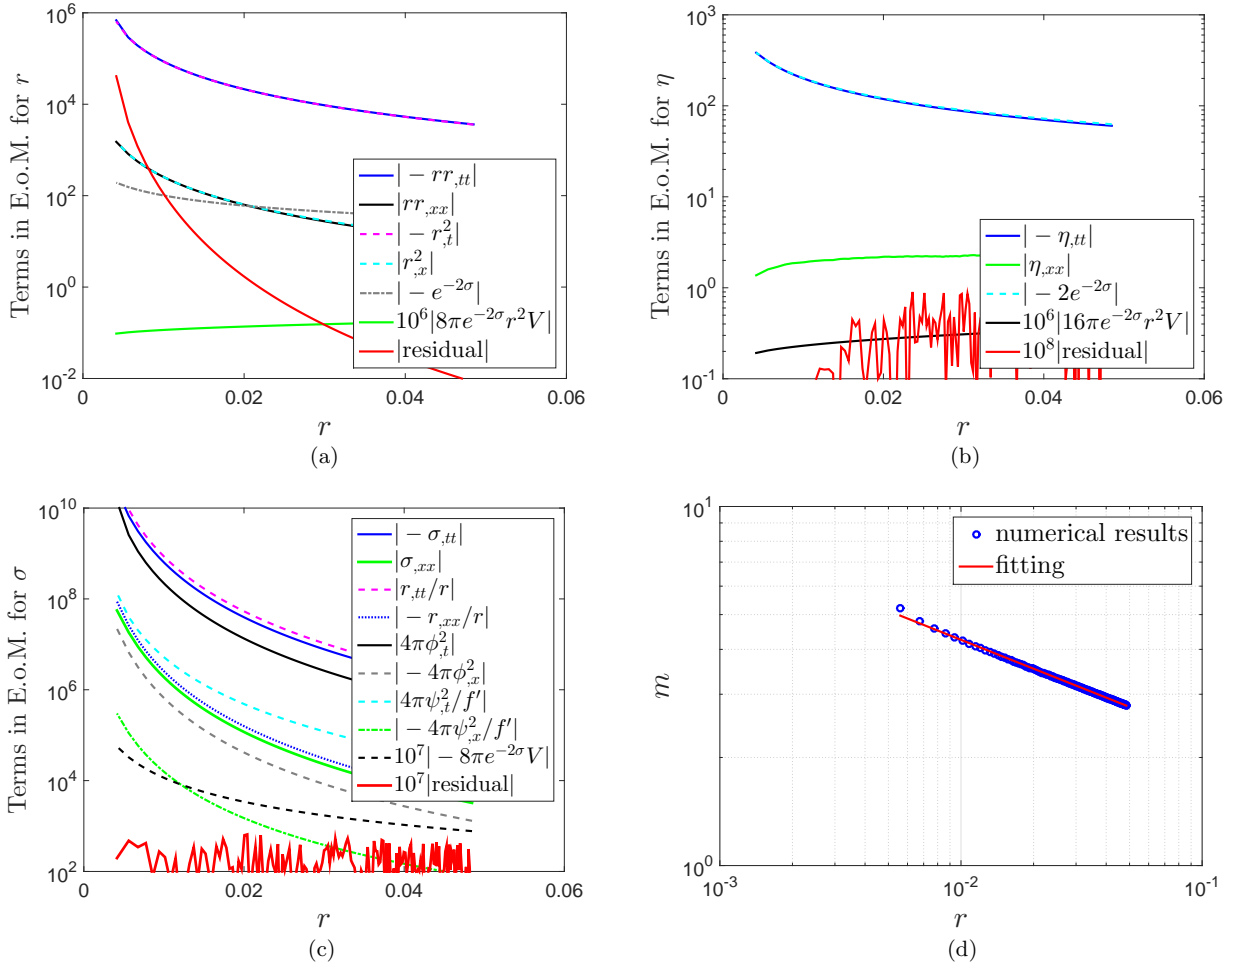 10^6
10^4
10^2
10^0
10^-2
Terms in E.o.M. for r
|− rr,tt|
|rr,xx|
|− r²,t|
|r²,x|
|− e^−2σ|
10^6|8πe^−2σ r²V|
|residual|
0
0.02
0.04
0.06
r
(a)
10^3
10^2
10^1
10^0
10^-1
Terms in E.o.M. for η
|− η,tt|
|η,xx|
|− 2e^−2σ|
10^6|16πe^−2σ r²V|
10^8|residual|
0
0.02
0.04
0.06
r
(b)
10^10
10^8
10^6
10^4
10^2
Terms in E.o.M. for σ
|− σ,tt|
|σ,xx|
|r,tt/r|
|− r,xx/r|
|4πϕ²,t|
|− 4πϕ²,x|
|4πψ²,t/f′|
|− 4πψ²,x/f′|
10^7|− 8πe^−2σ V|
10^7|residual|
0
0.02
0.04
0.06
r
(c)
10^1
10^0
m
numerical results
fitting
10^-3
10^-2
10^-1
r
(d)